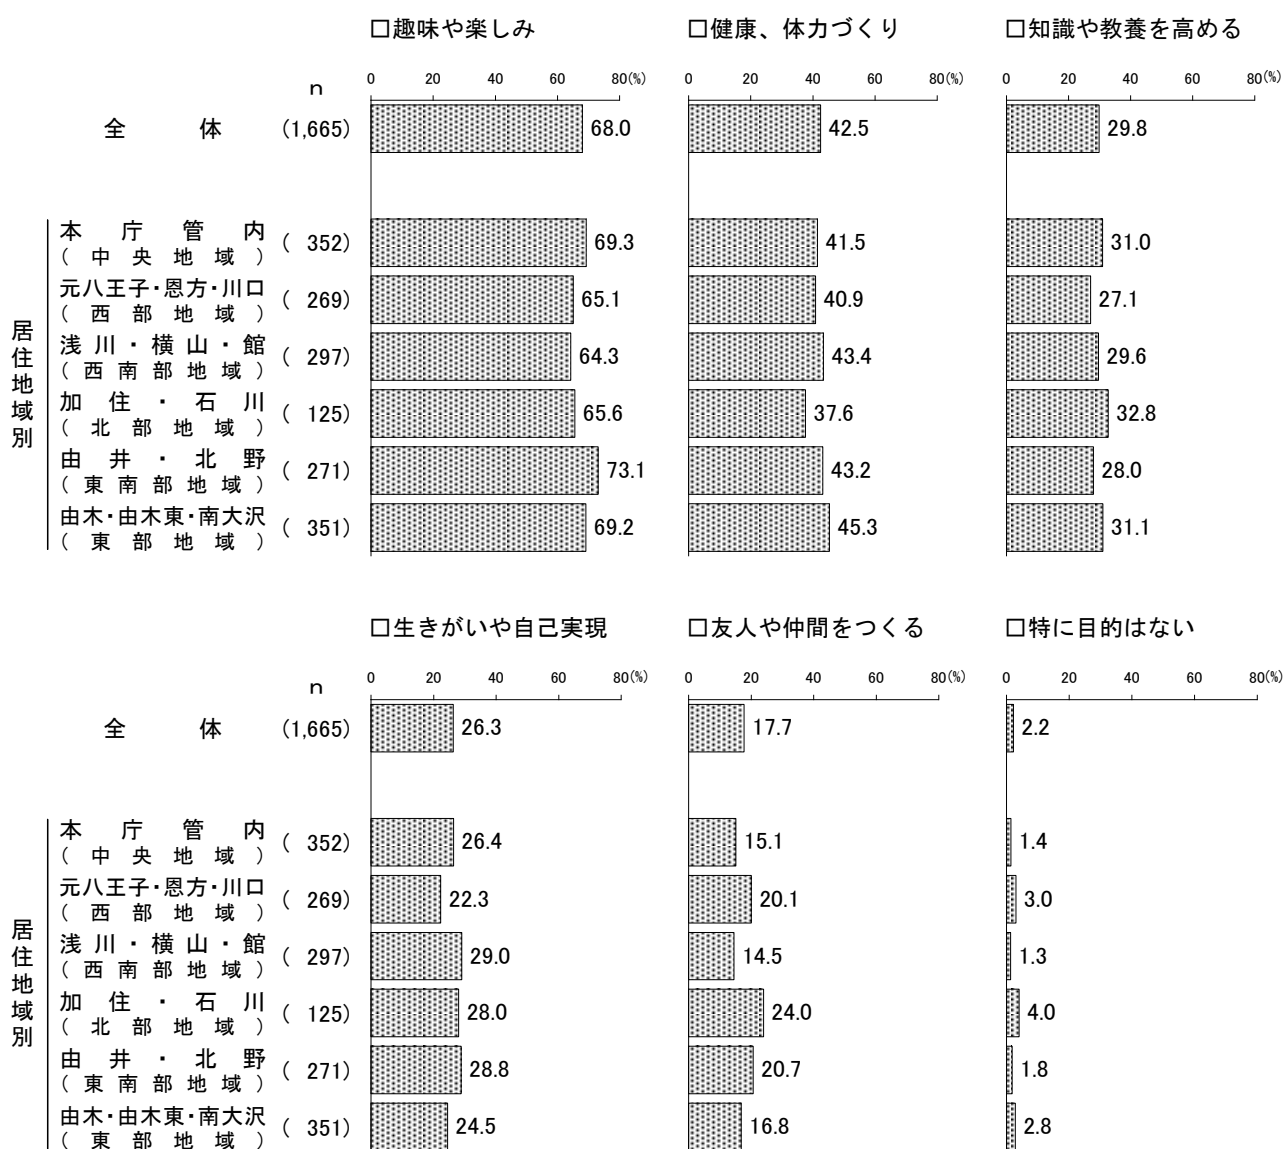 □趣味や楽しみ □健康、体力づくり □知識や教養を高める
0 20 40 60 80(%) 0 20 40 60 80(%) 0 20 40 60 80(%)
n
全体 (1,665) 68.0 42.5 29.8
居住地域別
本庁管内
(中央地域) (352) 69.3 41.5 31.0
元八王子・恩方・川口
(西部地域) (269) 65.1 40.9 27.1
浅川・横山・館
(西南部地域) (297) 64.3 43.4 29.6
加住・石川
(北部地域) (125) 65.6 37.6 32.8
由井・北野
(東南部地域) (271) 73.1 43.2 28.0
由木・由木東・南大沢
(東部地域) (351) 69.2 45.3 31.1
□生きがいや自己実現 □友人や仲間をつくる □特に目的はない
0 20 40 60 80(%) 0 20 40 60 80(%) 0 20 40 60 80(%)
n
全体 (1,665) 26.3 17.7 2.2
居住地域別
本庁管内
(中央地域) (352) 26.4 15.1 1.4
元八王子・恩方・川口
(西部地域) (269) 22.3 20.1 3.0
浅川・横山・館
(西南部地域) (297) 29.0 14.5 1.3
加住・石川
(北部地域) (125) 28.0 24.0 4.0
由井・北野
(東南部地域) (271) 28.8 20.7 1.8
由木・由木東・南大沢
(東部地域) (351) 24.5 16.8 2.8